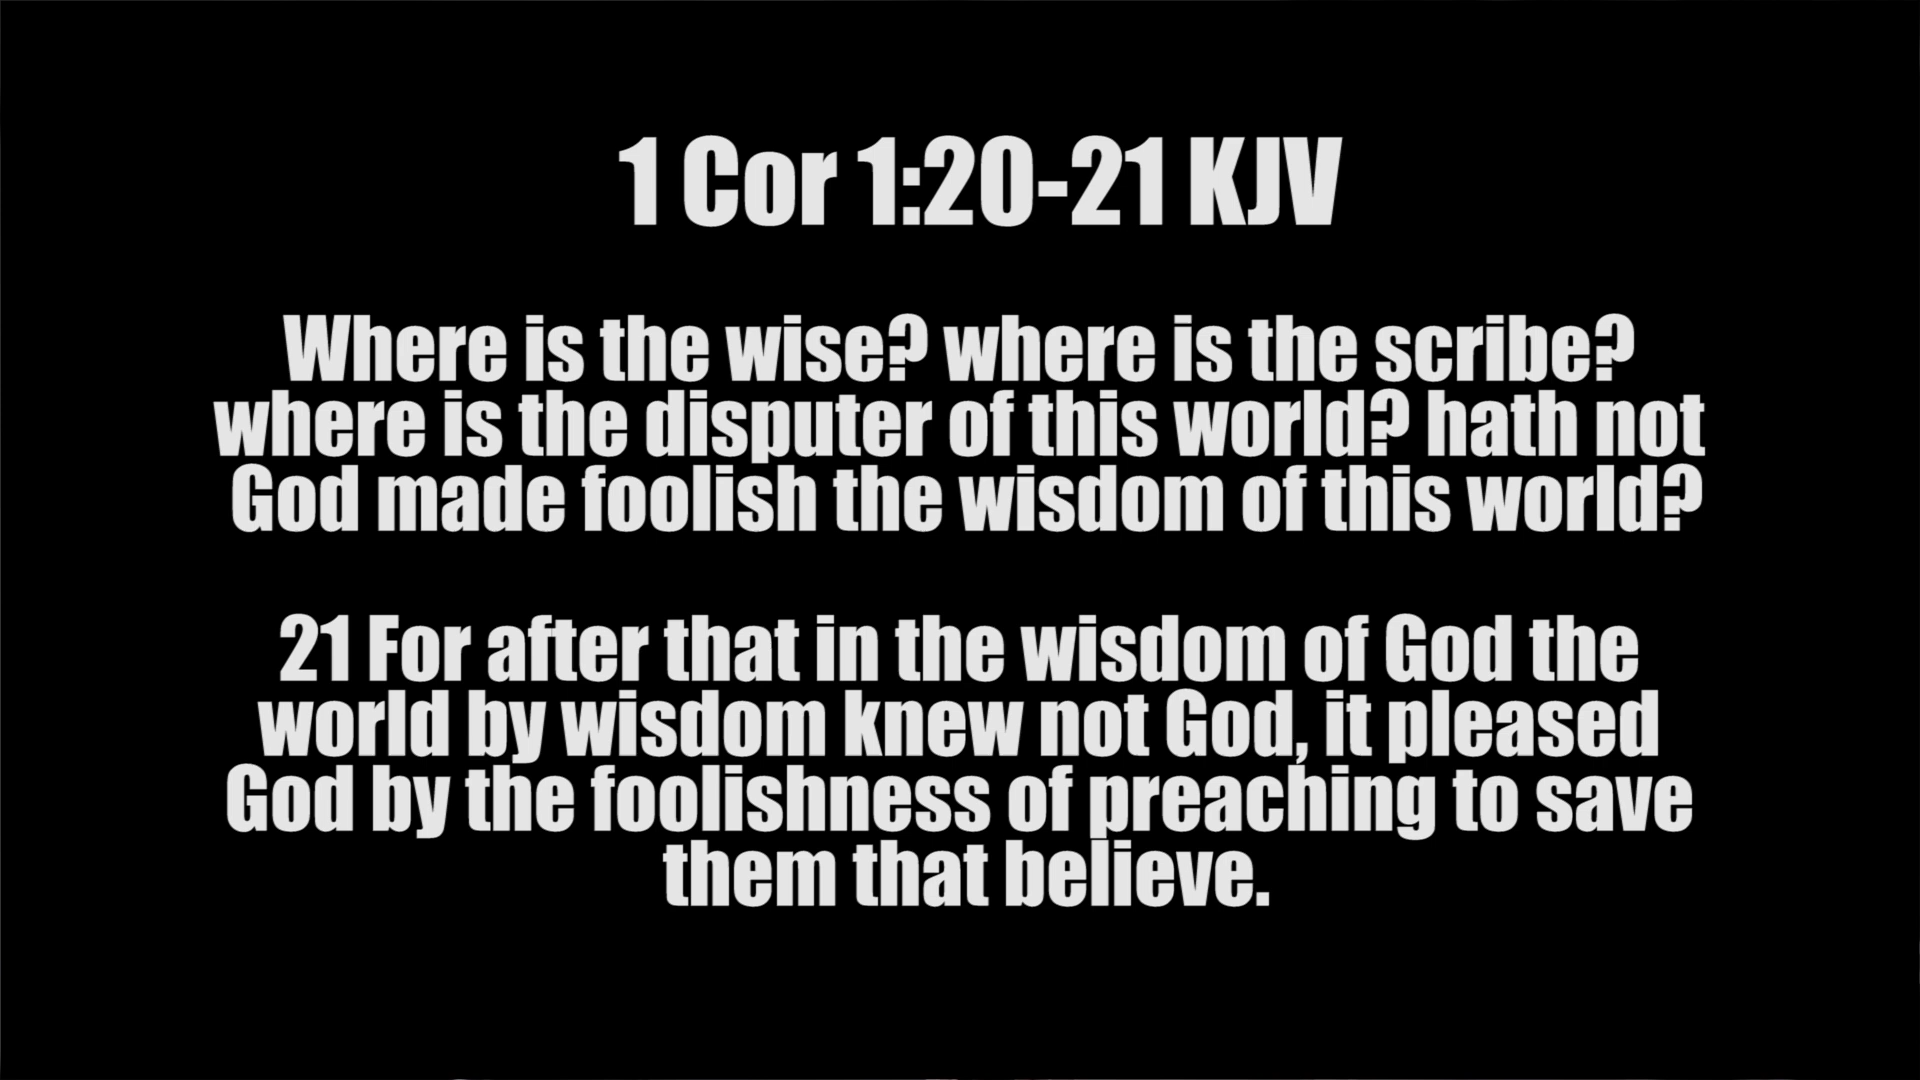 1 Cor 1:20-21 KJV
Where is the wise? where is the scribe?
where is the disputer of this world? hath not
God made foolish the wisdom of this world?
21 For after that in the wisdom of God the
world by wisdom knew not God, it pleased
God by the foolishness of preaching to save
them that believe.